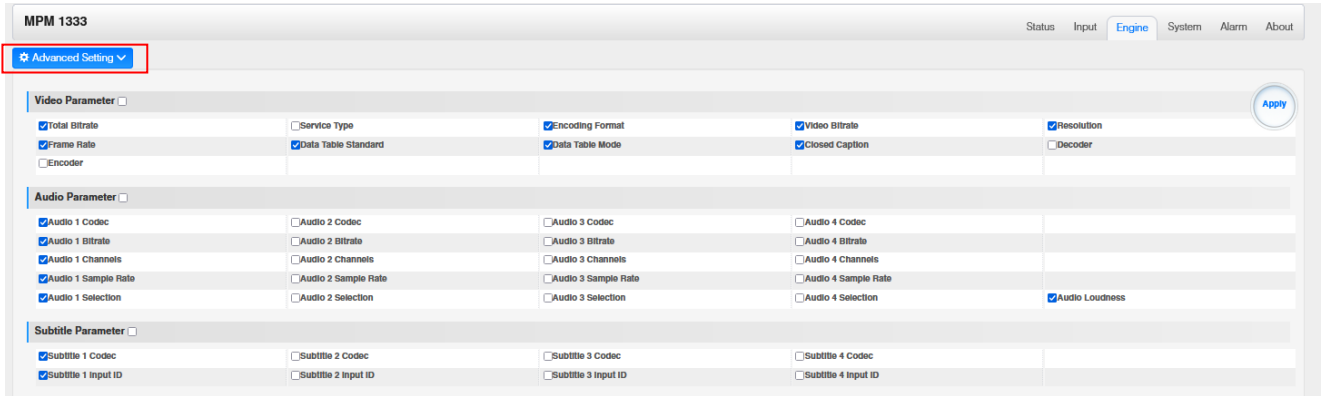 MPM 1333
Status Input Engine System Alarm About
Advanced Setting
Video Parameter
Apply
Total Bitrate Service Type Encoding Format Video Bitrate Resolution
Frame Rate Data Table Standard Data Table Mode Closed Caption Decoder
Encoder
Audio Parameter
Audio 1 Codec Audio 2 Codec Audio 3 Codec Audio 4 Codec
Audio 1 Bitrate Audio 2 Bitrate Audio 3 Bitrate Audio 4 Bitrate
Audio 1 Channels Audio 2 Channels Audio 3 Channels Audio 4 Channels
Audio 1 Sample Rate Audio 2 Sample Rate Audio 3 Sample Rate Audio 4 Sample Rate
Audio 1 Selection Audio 2 Selection Audio 3 Selection Audio 4 Selection Audio Loudness
Subtitle Parameter
Subtitle 1 Codec Subtitle 2 Codec Subtitle 3 Codec Subtitle 4 Codec
Subtitle 1 Input ID Subtitle 2 Input ID Subtitle 3 Input ID Subtitle 4 Input ID